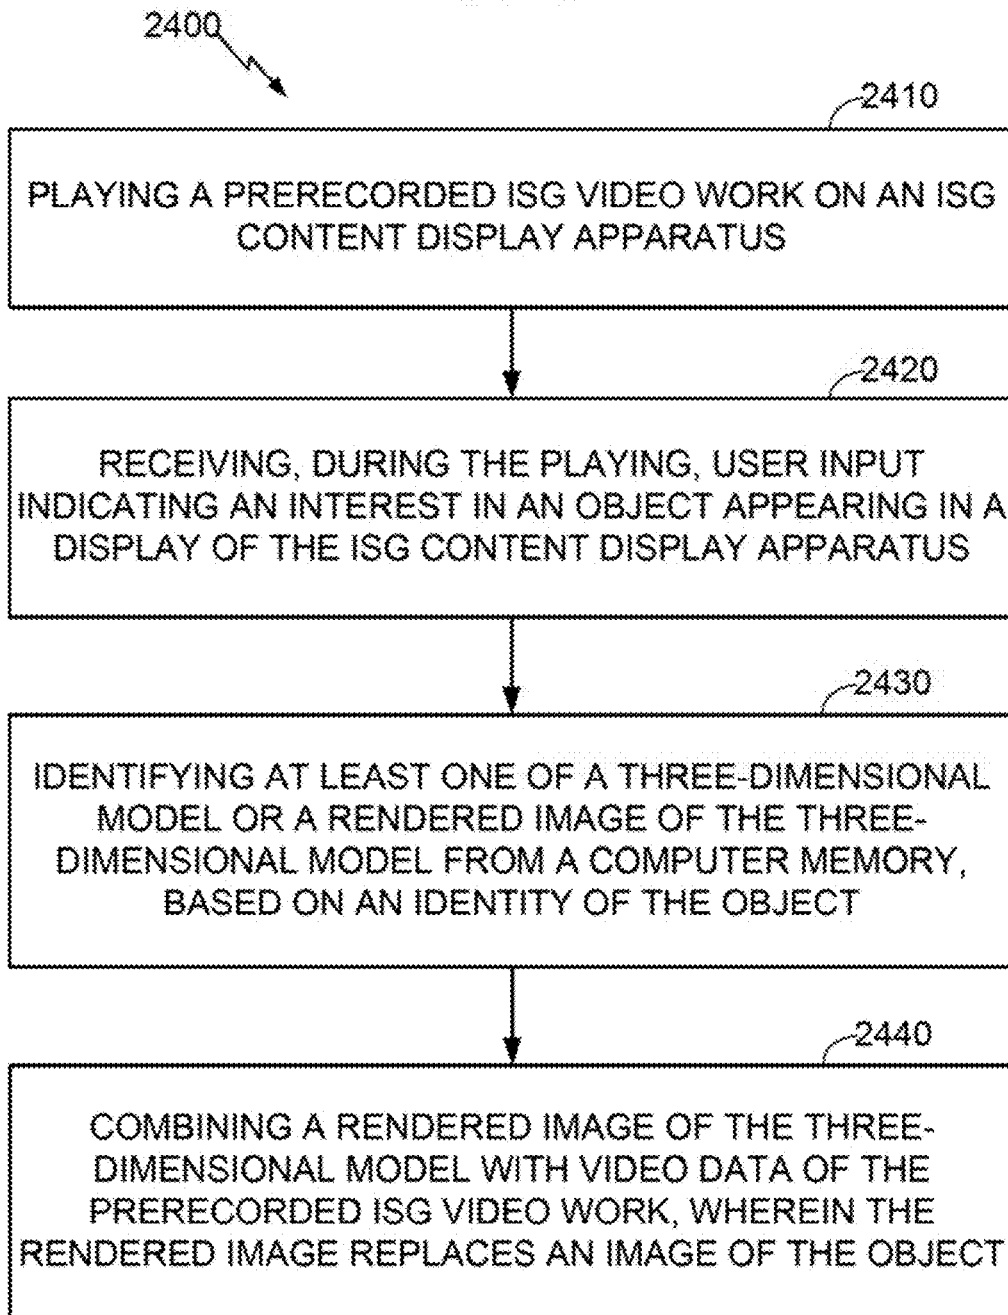 2400
2410
PLAYING A PRERECORDED ISG VIDEO WORK ON AN ISG
CONTENT DISPLAY APPARATUS
2420
RECEIVING, DURING THE PLAYING, USER INPUT
INDICATING AN INTEREST IN AN OBJECT APPEARING IN A
DISPLAY OF THE ISG CONTENT DISPLAY APPARATUS
2430
IDENTIFYING AT LEAST ONE OF A THREE-DIMENSIONAL
MODEL OR A RENDERED IMAGE OF THE THREE-
DIMENSIONAL MODEL FROM A COMPUTER MEMORY,
BASED ON AN IDENTITY OF THE OBJECT
2440
COMBINING A RENDERED IMAGE OF THE THREE-
DIMENSIONAL MODEL WITH VIDEO DATA OF THE
PRERECORDED ISG VIDEO WORK, WHEREIN THE
RENDERED IMAGE REPLACES AN IMAGE OF THE OBJECT